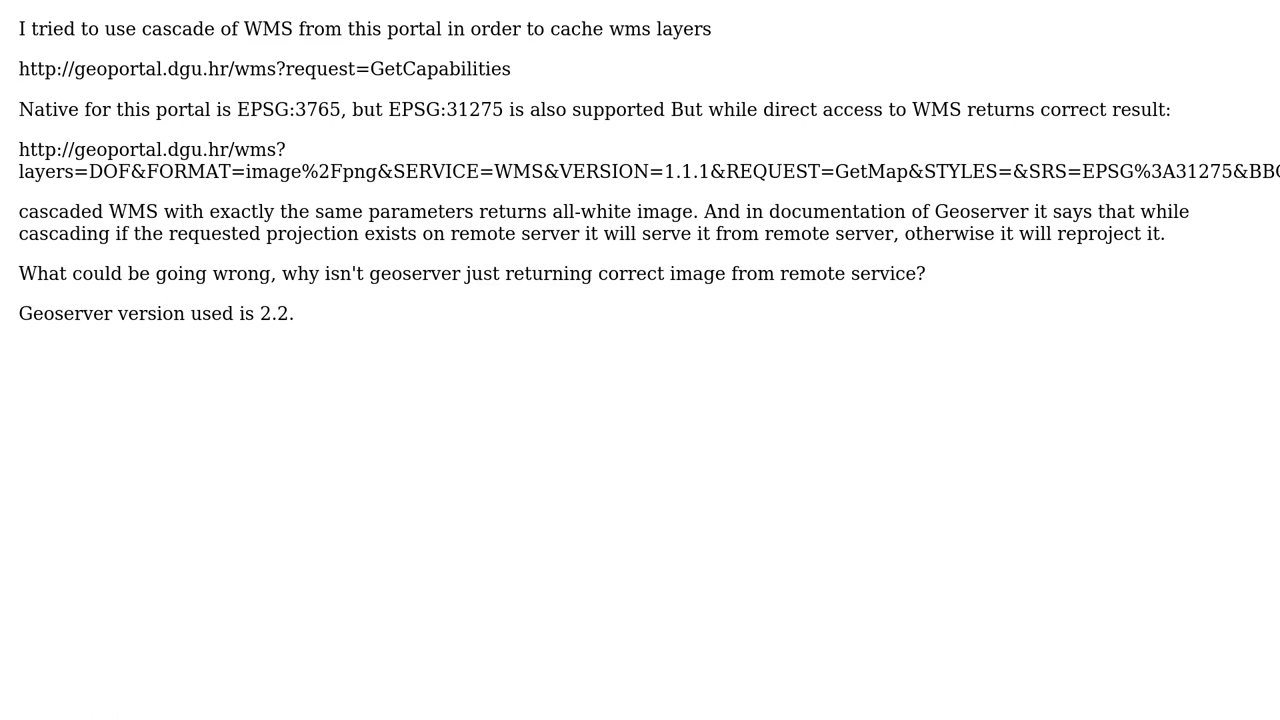 I tried to use cascade of WMS from this portal in order to cache wms layers
http://geoportal.dgu.hr/wms?request=GetCapabilities
Native for this portal is EPSG:3765, but EPSG:31275 is also supported But while direct access to WMS returns correct result:
http://geoportal.dgu.hr/wms?
layers=DOF&FORMAT=image%2Fpng&SERVICE=WMS&VERSION=1.1.1&REQUEST=GetMap&STYLES=&SRS=EPSG%3A31275&BB
cascaded WMS with exactly the same parameters returns all-white image. And in documentation of Geoserver it says that while
cascading if the requested projection exists on remote server it will serve it from remote server, otherwise it will reproject it.
What could be going wrong, why isn't geoserver just returning correct image from remote service?
Geoserver version used is 2.2.